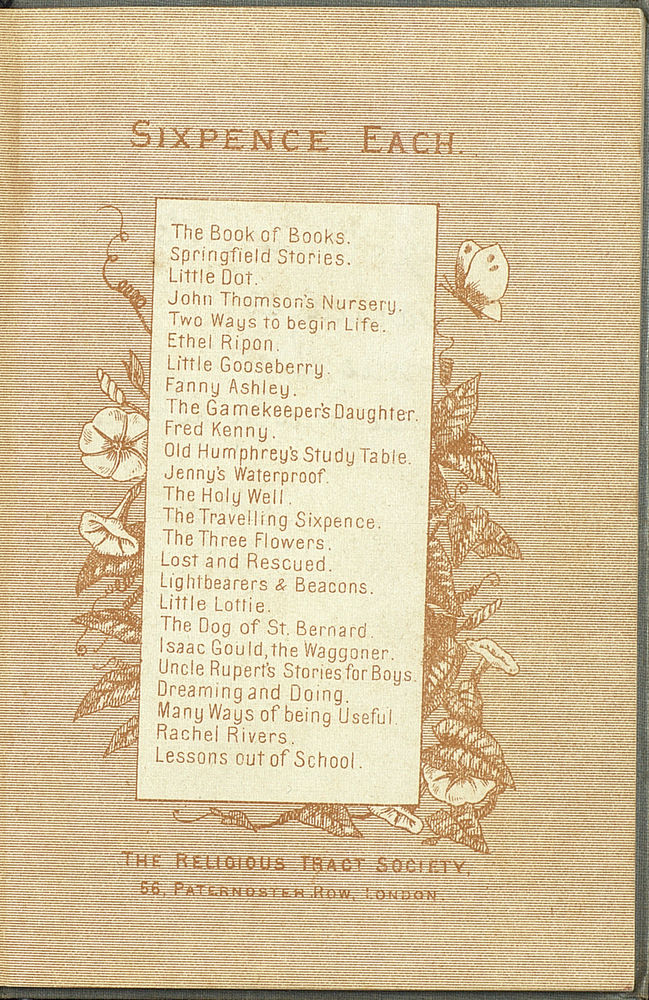 SIXPENCE EACH.
The Book of Books.
Springfield Stories.
Little Dot.
John Thomson's Nursery.
Two Ways to begin Life.
Ethel Ripon.
Little Gooseberry.
Fanny Ashley.
The Gamekeeper's Daughter.
Fred Kenny.
Old Humphrey's Study Table.
Jenny's Waterproof.
The Holy Well.
The Travelling Sixpence.
The Three Flowers.
Lost and Rescued.
Lightbearers & Beacons.
Little Lottie.
The Dog of St. Bernard.
Isaac Gould, the Waggoner.
Uncle Rupert's Stories for Boys.
Dreaming and Doing.
Many Ways of being Useful.
Rachel Rivers.
Lessons out of School.
THE RELIGIOUS TRACT SOCIETY,
56, PATERNOSTER ROW, LONDON.